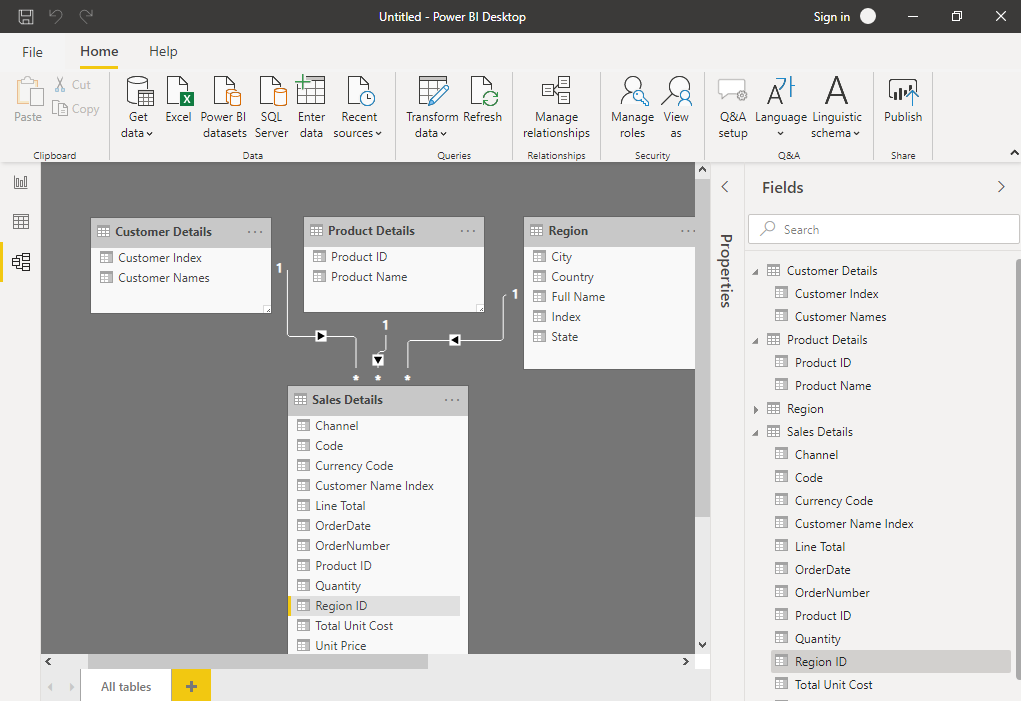 Untitled - Power BI Desktop
Sign in
File
Home
Help
Paste
Cut
Copy
Clipboard
Get data
Excel
Power BI datasets
SQL Server
Enter data
Recent sources
Data
Transform data
Refresh
Queries
Manage relationships
Relationships
Manage roles
View as
Security
Q&A setup
Language
Linguistic schema
Q&A
Publish
Share
Customer Details
Customer Index
Customer Names
1
Product Details
Product ID
Product Name
1
Region
City
Country
Full Name
Index
State
1
* * *
Sales Details
Channel
Code
Currency Code
Customer Name Index
Line Total
OrderDate
OrderNumber
Product ID
Quantity
Region ID
Total Unit Cost
Unit Price
All tables
Properties
Fields
Search
Customer Details
Customer Index
Customer Names
Product Details
Product ID
Product Name
Region
Sales Details
Channel
Code
Currency Code
Customer Name Index
Line Total
OrderDate
OrderNumber
Product ID
Quantity
Region ID
Total Unit Cost